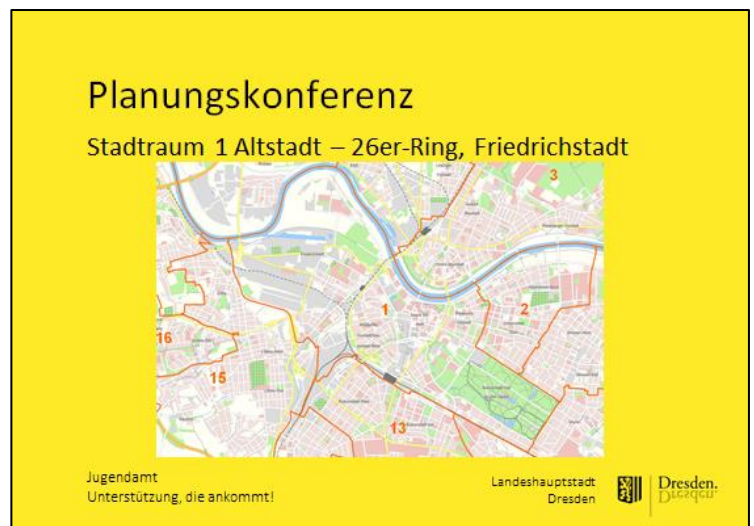 Planungskonferenz
Stadtraum 1 Altstadt – 26er-Ring, Friedrichstadt
3
1
2
16
15
13
Jugendamt
Unterstützung, die ankommt!
Landeshauptstadt
Dresden
Dresden.